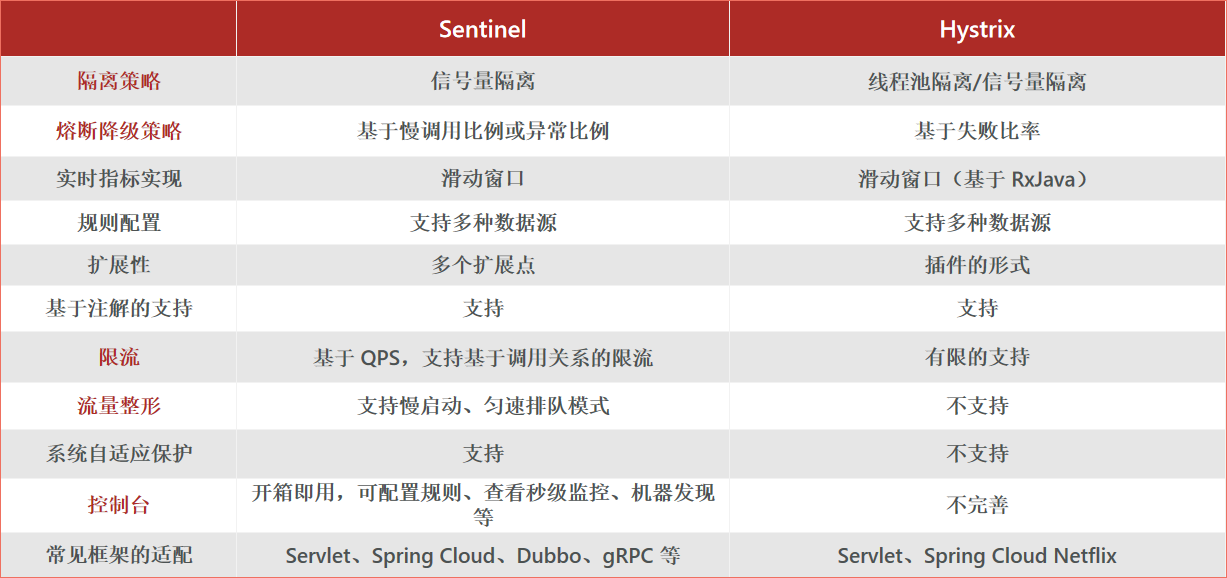 Sentinel Hystrix
隔离策略 信号量隔离 线程池隔离/信号量隔离
熔断降级策略 基于慢调用比例或异常比例 基于失败比率
实时指标实现 滑动窗口 滑动窗口（基于 RxJava）
规则配置 支持多种数据源 支持多种数据源
扩展性 多个扩展点 插件的形式
基于注解的支持 支持 支持
限流 基于 QPS，支持基于调用关系的限流 有限的支持
流量整形 支持慢启动、匀速排队模式 不支持
系统自适应保护 支持 不支持
控制台 开箱即用，可配置规则、查看秒级监控、机器发现 不完善
等
常见框架的适配 Servlet、Spring Cloud、Dubbo、gRPC 等 Servlet、Spring Cloud Netflix